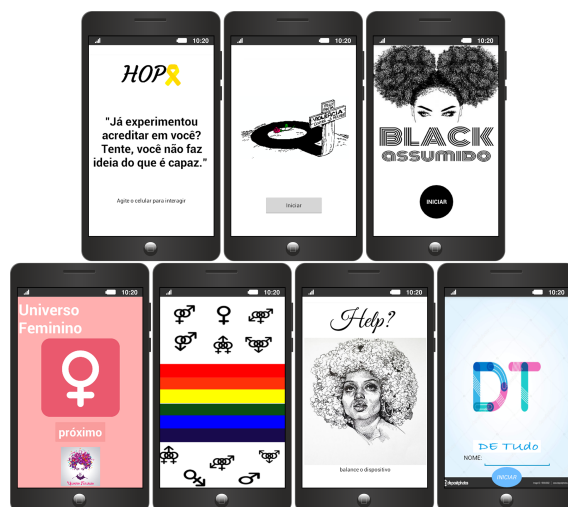 10:20
HOP
"Já experimentou
acreditar em você?
Tente, você não faz
ideia do que é capaz."
Agite o celular para interagir
10:20
VIOLÊNCIA
Iniciar
10:20
BLACK
ASSUMIDO
INICIAR
10:20
Universo
Feminino
próximo
10:20
10:20
Help?
balance o dispositivo
10:20
DT
DE TUdo
NOME:
INICIAR
depositphotos